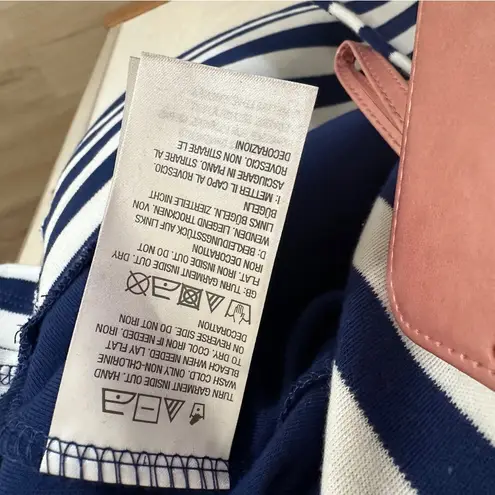 TURN GARMENT INSIDE OUT. HAND
WASH COLD. ONLY NON-CHLORINE
BLEACH WHEN NEEDED. LAY FLAT
TO DRY. COOL IRON IF NEEDED
ON REVERSE SIDE. DO NOT IRON
DECORATION
GB: TURN GARMENT INSIDE OUT. DRY
FLAT. IRON INSIDE OUT. DO NOT
IRON DECORATION
D: BEKLEIDUNGSSTÜCK AUF LINKS
WENDEN. LIEGEND TROCKNEN. VON
LINKS BÜGELN. ZIERTEILE NICHT
BÜGELN
I: METTER IL CAPO AL ROVESCIO.
ASCIUGARE IN PIANO. STIRARE AL
ROVESCIO. NON STIRARE LE
DECORAZIONI